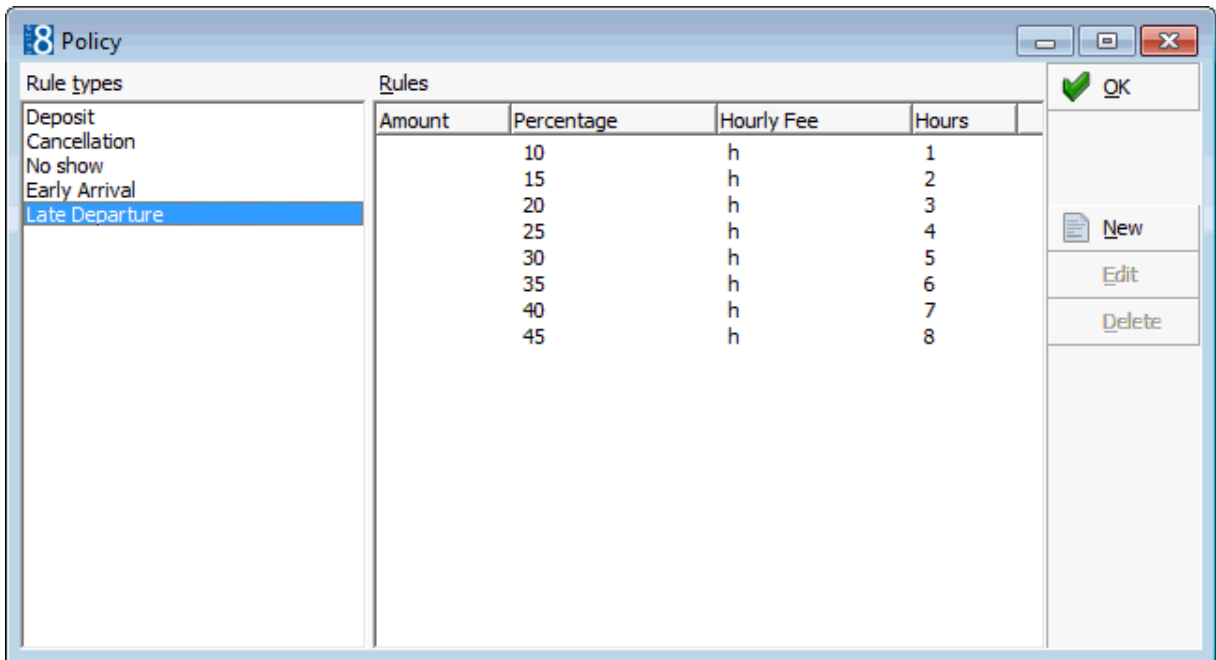 8 Policy
Rule types Rules OK
Deposit
Cancellation
No show
Early Arrival
Late Departure
Amount Percentage Hourly Fee Hours
10 h 1
15 h 2
20 h 3
25 h 4
30 h 5
35 h 6
40 h 7
45 h 8
New
Edit
Delete